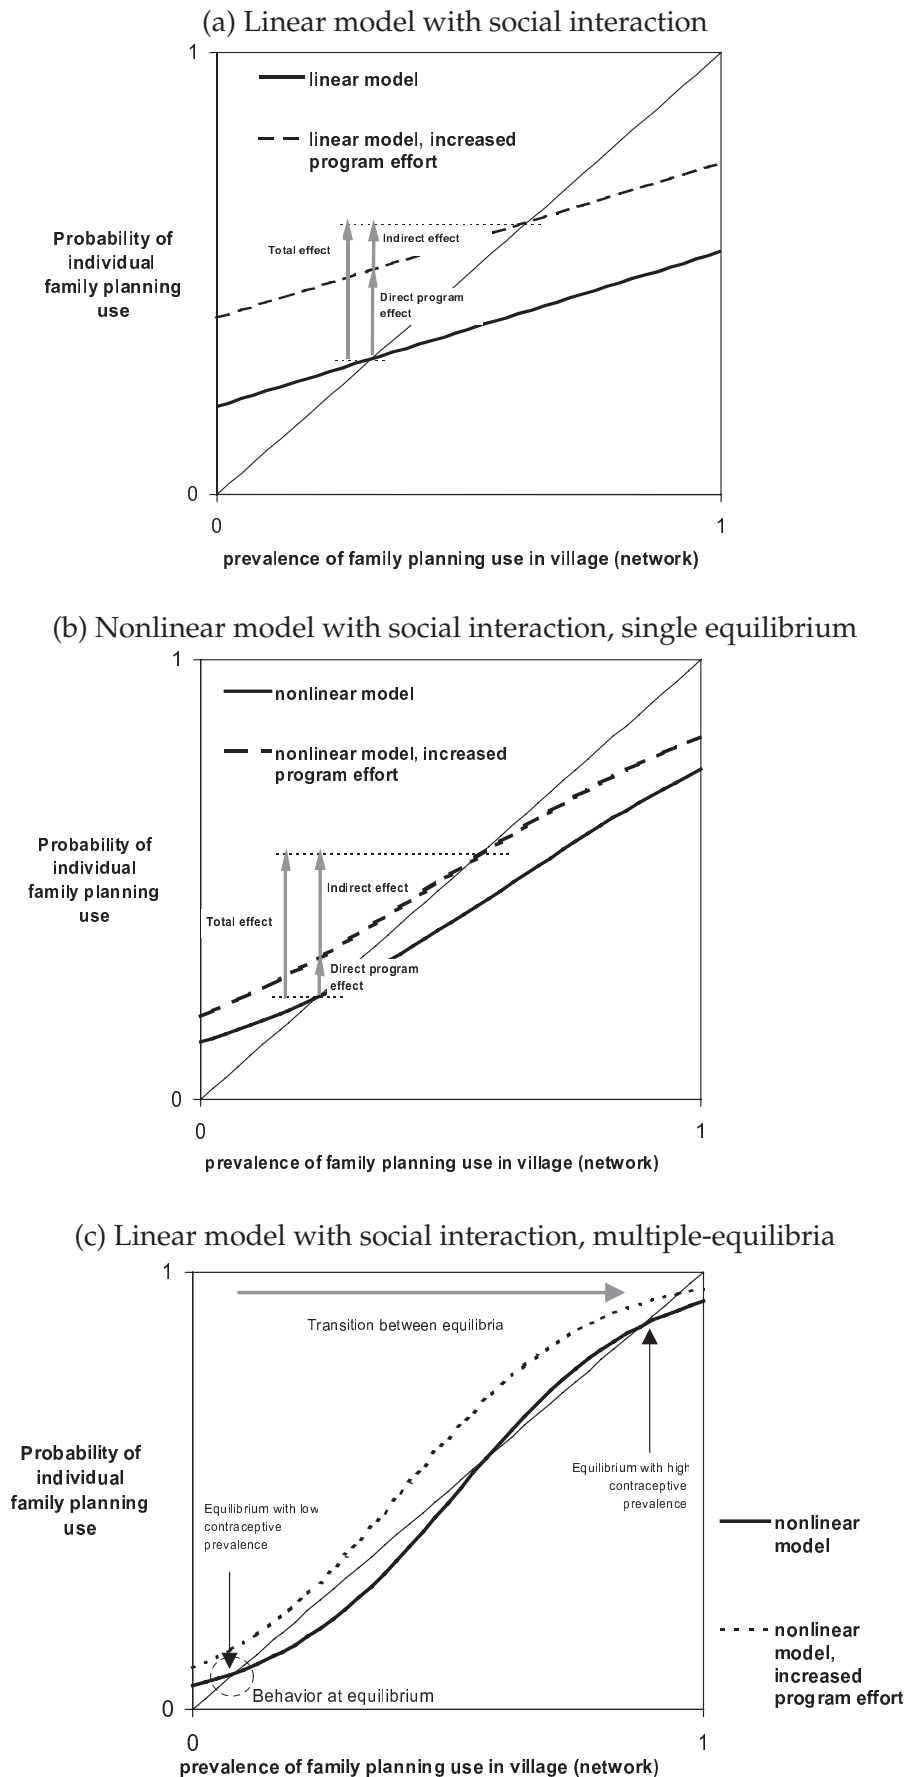 (a) Linear model with social interaction
1
linear model
linear model, increased
program effort
Probability of
individual
family planning
use
Total effect
Indirect effect
Direct program
effect
0
0
1
prevalence of family planning use in village (network)
(b) Nonlinear model with social interaction, single equilibrium
1
nonlinear model
nonlinear model, increased
program effort
Probability of
individual
family planning
use
Indirect effect
Total effect
Direct program
effect
0
0
1
prevalence of family planning use in village (network)
(c) Linear model with social interaction, multiple-equilibria
1
Transition between equilibria
Probability of
individual
family planning
use
Equilibrium with high
contraceptive
prevalence
Equilibrium with low
contraceptive
prevalence
nonlinear
model
nonlinear
model,
increased
program effort
Behavior at equilibrium
0
0
1
prevalence of family planning use in village (network)